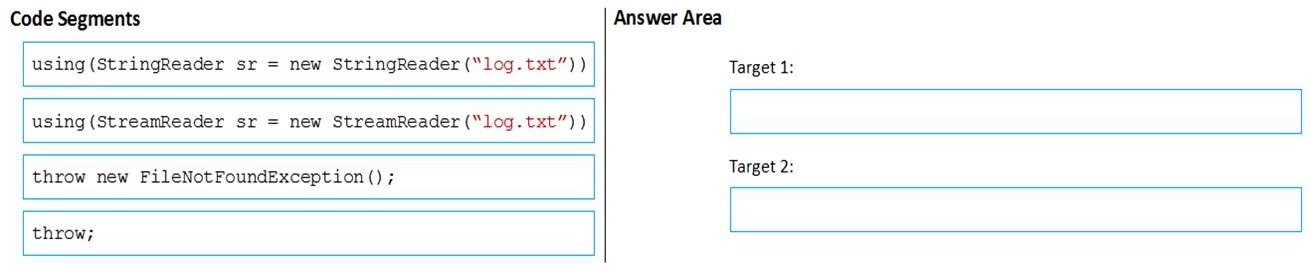 Code Segments
using(StringReader sr = new StringReader(“log.txt”))
using(StreamReader sr = new StreamReader(“log.txt”))
throw new FileNotFoundException();
throw;
Answer Area
Target 1:
Target 2: